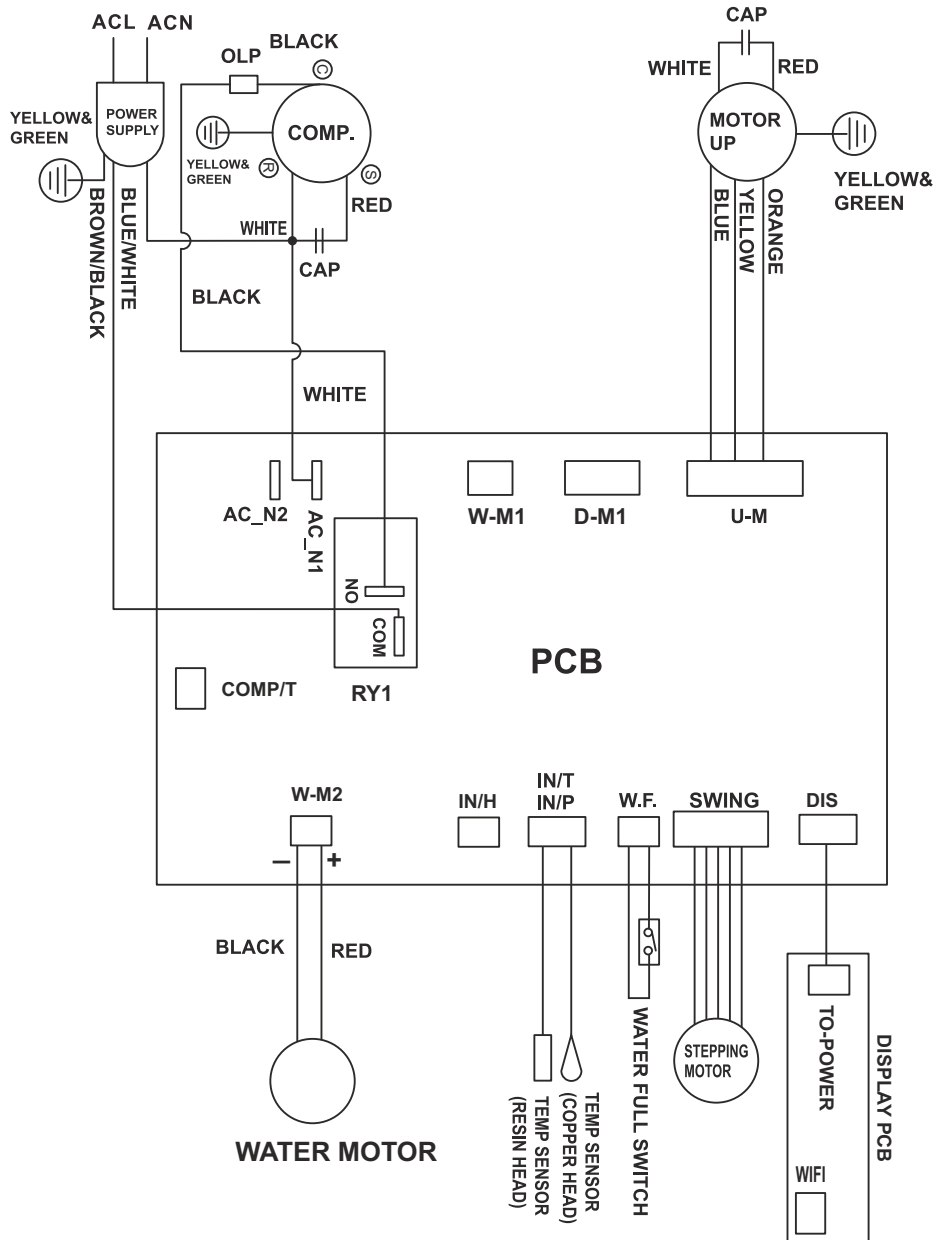 ACL
ACN
POWER
SUPPLY
YELLOW&
GREEN
BROWN/BLACK
BLUE/WHITE
OLP
BLACK
C
COMP.
YELLOW&
GREEN
R
S
RED
WHITE
CAP
BLACK
WHITE
CAP
WHITE
RED
MOTOR
UP
YELLOW&
GREEN
BLUE
YELLOW
ORANGE
AC_N2
AC_N1
W-M1
D-M1
U-M
NO
COM
RY1
COMP/T
PCB
W-M2
– +
IN/H
IN/T
IN/P
W.F.
SWING
DIS
BLACK
RED
WATER MOTOR
TEMP SENSOR
(RESIN HEAD)
TEMP SENSOR
(COPPER HEAD)
WATER FULL SWITCH
STEPPING
MOTOR
TO-POWER
WIFI
DISPLAY PCB